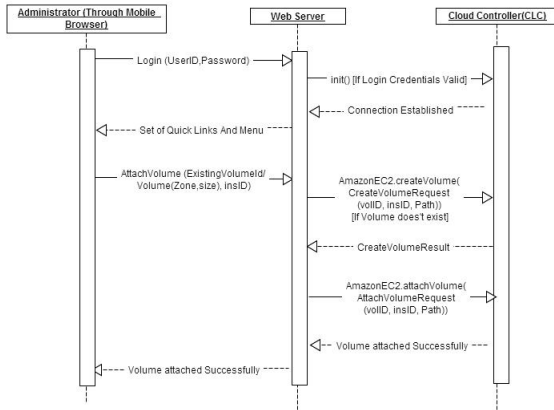 Administrator (Through Mobile
Browser)
Web Server
Cloud Controller(CLC)
Login (UserID,Password)
init() [If Login Credentials Valid]
Connection Established
Set of Quick Links And Menu
AttachVolume (ExistingVolumeId/
Volume(Zone,size), insID)
AmazonEC2.createVolume(
CreateVolumeRequest
(volID, insID, Path))
[If Volume does't exist]
CreateVolumeResult
AmazonEC2.attachVolume(
AttachVolumeRequest
(volID, insID, Path))
Volume attached Successfully
Volume attached Successfully